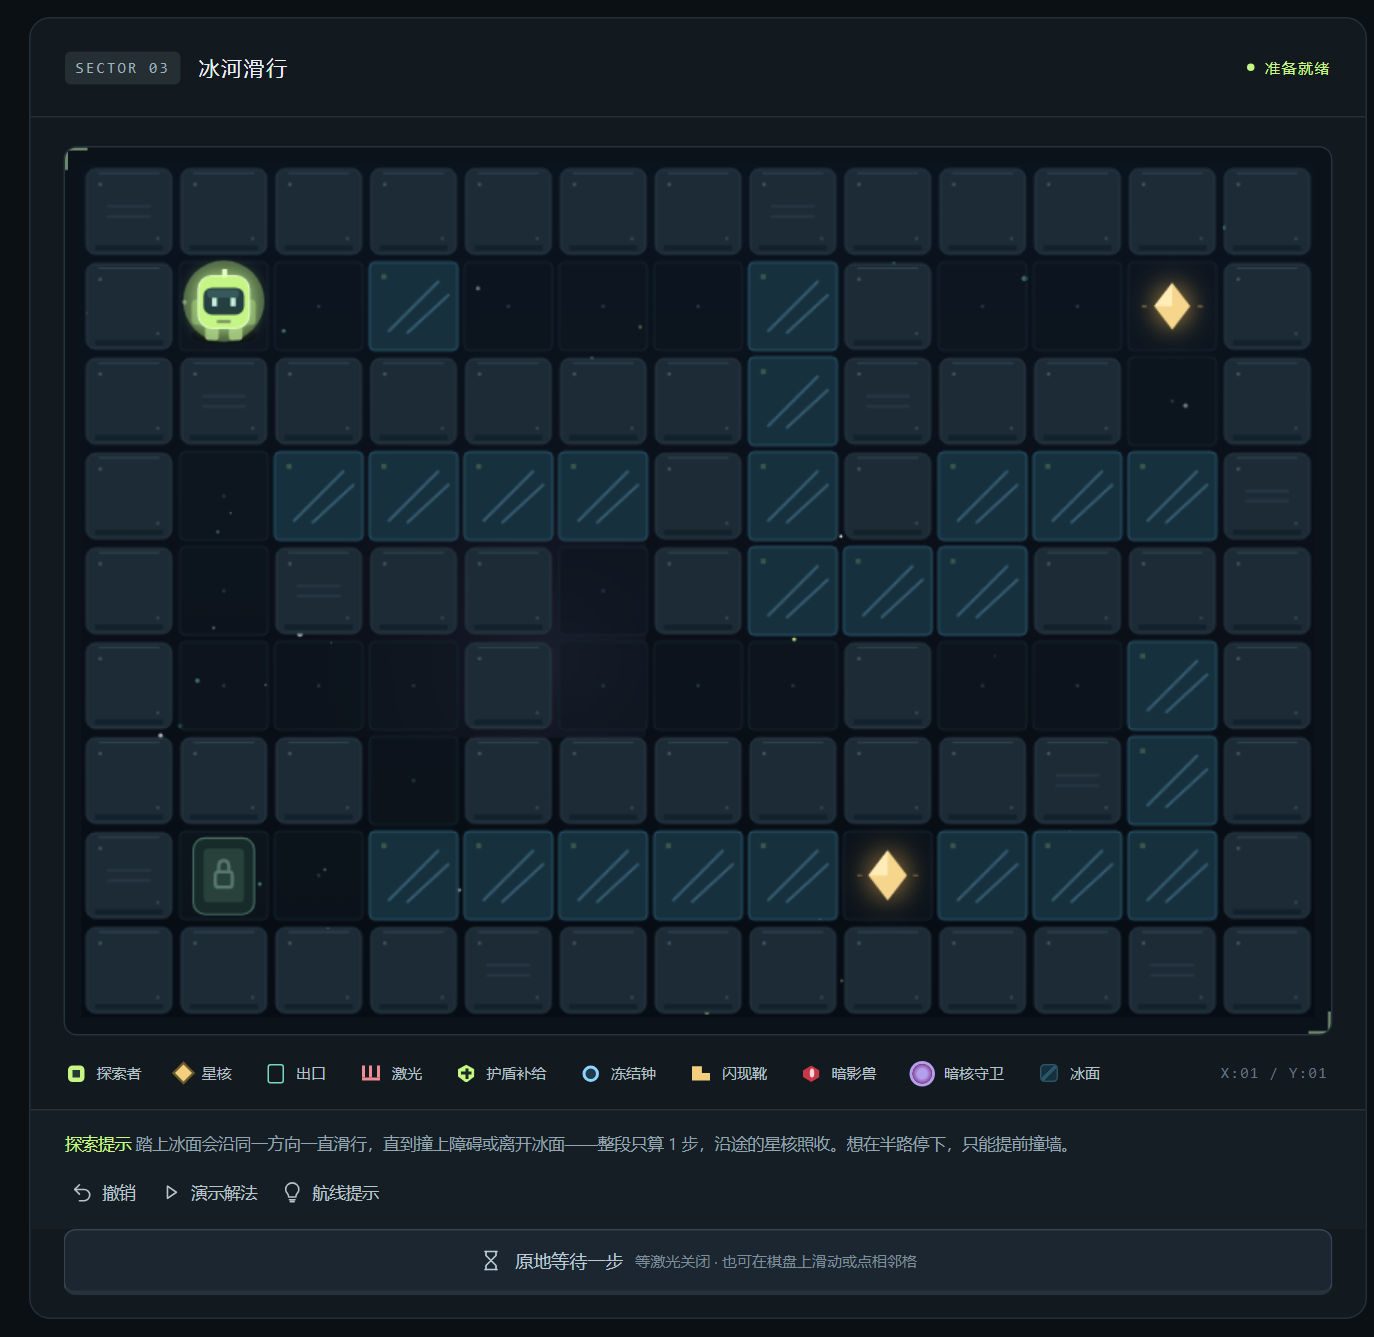 SECTOR 03 冰河滑行 准备就绪
探索者 星核 出口 激光 护盾补给 冻结钟 闪现靴 暗影兽 暗核守卫 冰面 X:01 / Y:01
探索提示 踏上冰面会沿同一方向一直滑行，直到撞上障碍或离开冰面——整段只算 1 步，沿途的星核照收。想在半路停下，只能提前撞墙。
撤销 演示解法 航线提示
原地等待一步 等激光关闭 · 也可在棋盘上滑动或点相邻格